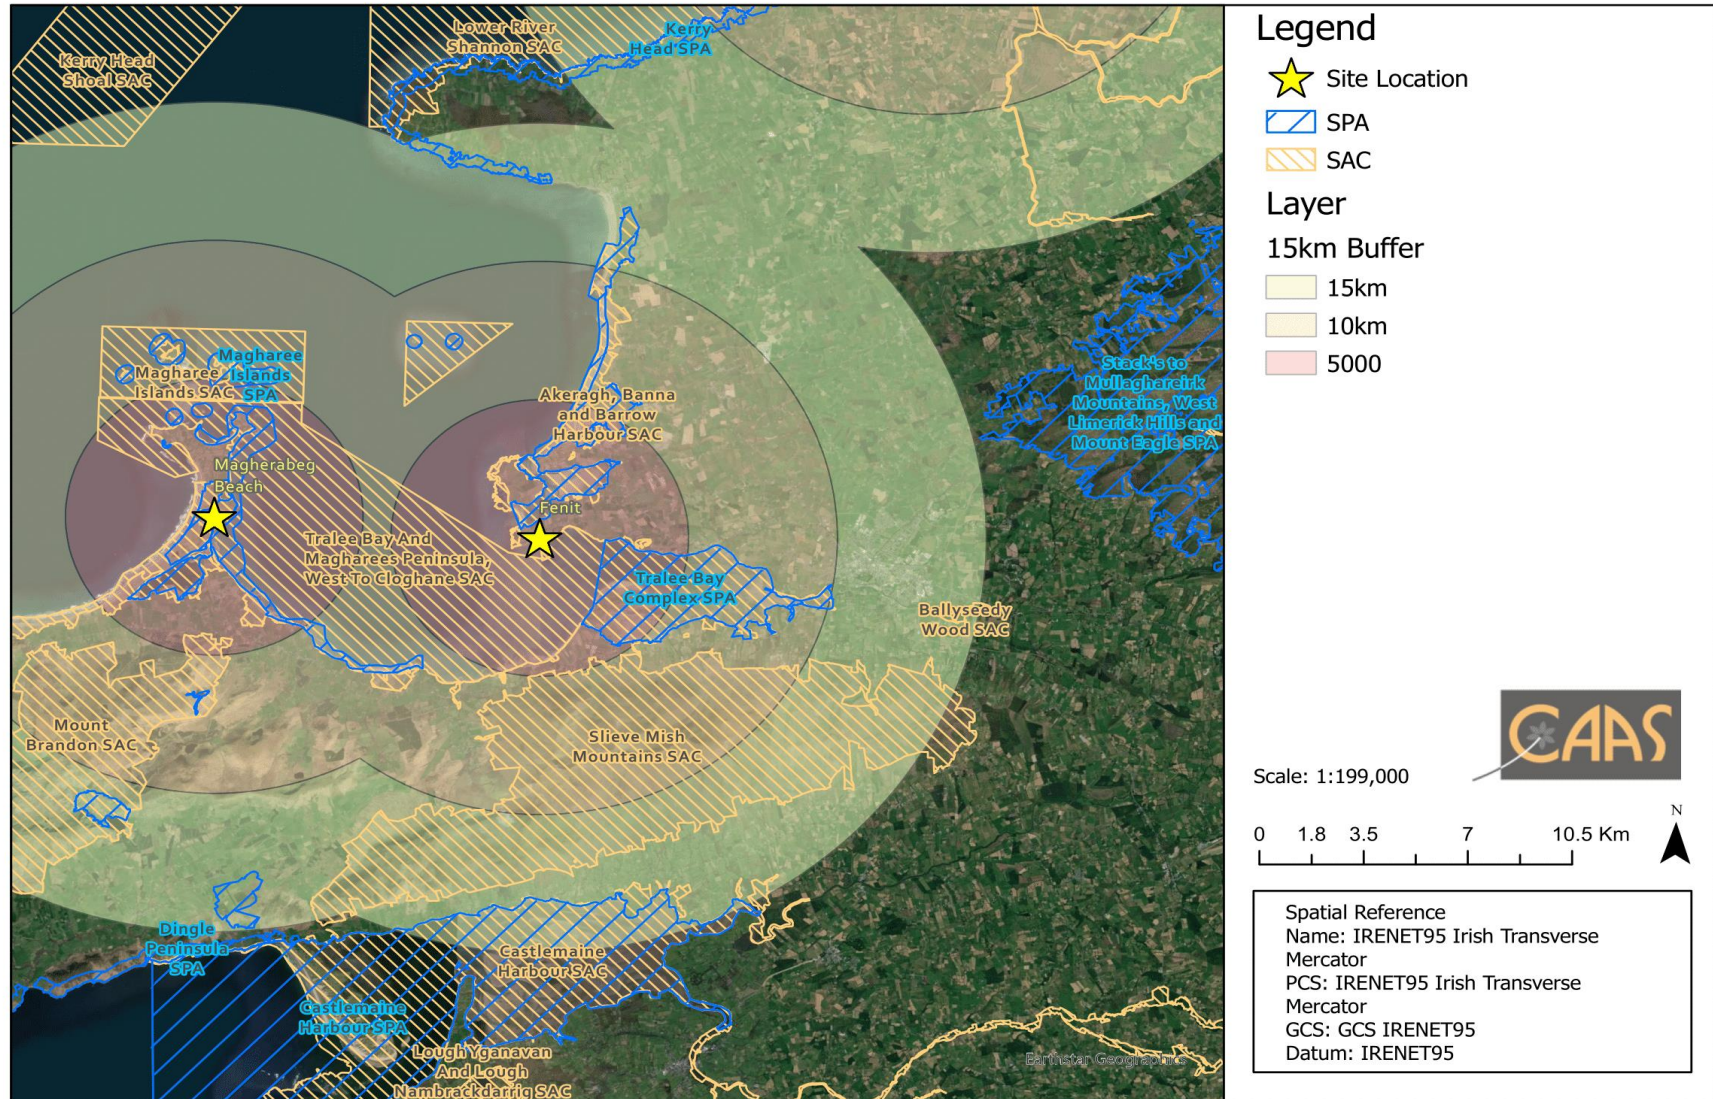 Kerry Head
Shoal SAC
Lower River
Shannon SAC
Kerry
Head SPA
Magharee
Islands
SPA
Magharee
Islands SAC
Akeragh, Banna
and Barrow
Harbour SAC
Stack's to
Mullaghareirk
Mountains, West
Limerick Hills and
Mount Eagle SPA
Magherabeg
Beach
Fenit
Tralee Bay And
Magharees Peninsula,
West To Cloghane SAC
Tralee Bay
Complex SPA
Ballyseedy
Wood SAC
Mount
Brandon SAC
Slieve Mish
Mountains SAC
Dingle
Peninsula
SPA
Castlemaine
Harbour SAC
Castlemaine
Harbour SPA
Lough Yganavan
And Lough
Nambrackdarrig SAC
Earthstar Geographics
Legend
Site Location
SPA
SAC
Layer
15km Buffer
15km
10km
5000
CAAS
Scale: 1:199,000
N
0 1.8 3.5 7 10.5 Km
Spatial Reference
Name: IRENET95 Irish Transverse
Mercator
PCS: IRENET95 Irish Transverse
Mercator
GCS: GCS IRENET95
Datum: IRENET95